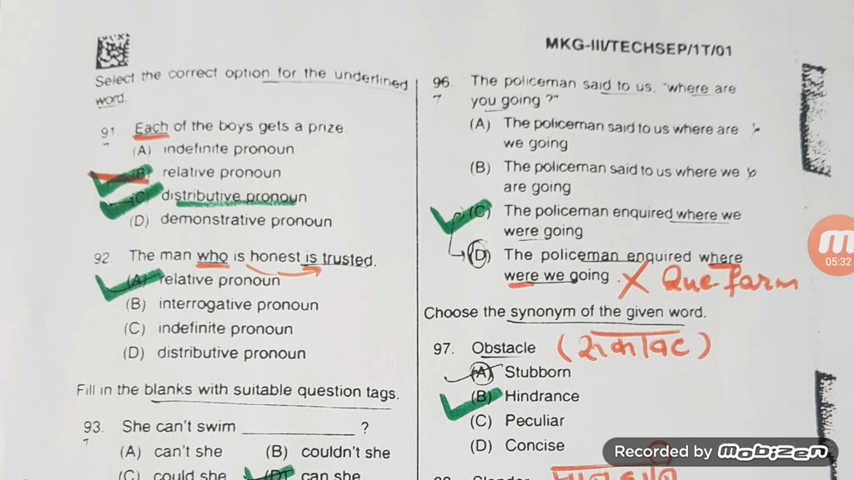 MKG-III/TECHSEP/1T/01
Select the correct option for the underlined
word.
91 Each of the boys gets a prize.
(A) indefinite pronoun
(B) relative pronoun
(C) distributive pronoun
(D) demonstrative pronoun
92. The man who is honest is trusted.
(A) relative pronoun
(B) interrogative pronoun
(C) indefinite pronoun
(D) distributive pronoun
Fill in the blanks with suitable question tags.
93. She can't swim ____________ ?
(A) can't she (B) couldn't she
(C) could she (D) can she
96. The policeman said to us, "where are
you going ?"
(A) The policeman said to us where are
we going
(B) The policeman said to us where we
are going
(C) The policeman enquired where we
were going
(D) The policeman enquired where
were we going X Que-farm
Choose the synonym of the given word.
97. Obstacle (रुकावट)
(A) Stubborn
(B) Hindrance
(C) Peculiar
(D) Concise
98. Slander मानहानि
M
05:32
Recorded by mobizen